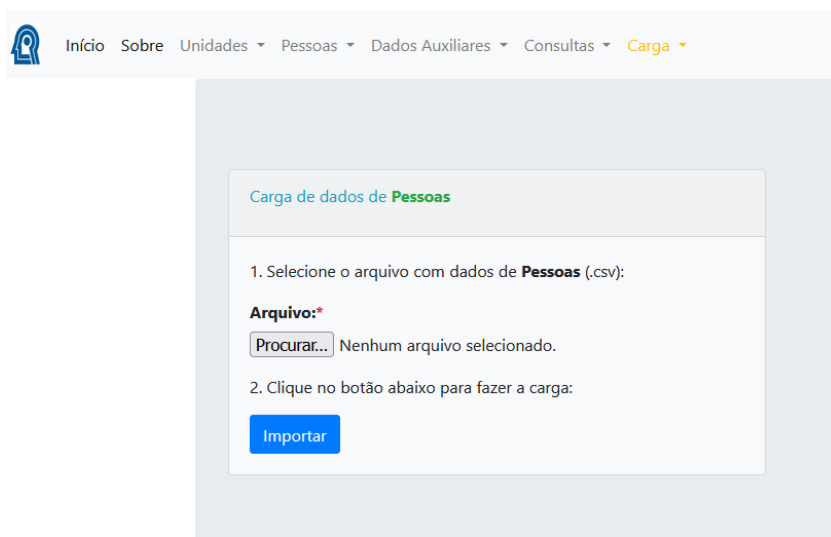 Início Sobre Unidades Pessoas Dados Auxiliares Consultas Carga
Carga de dados de Pessoas
1. Selecione o arquivo com dados de Pessoas (.csv):
Arquivo:*
Procurar... Nenhum arquivo selecionado.
2. Clique no botão abaixo para fazer a carga:
Importar